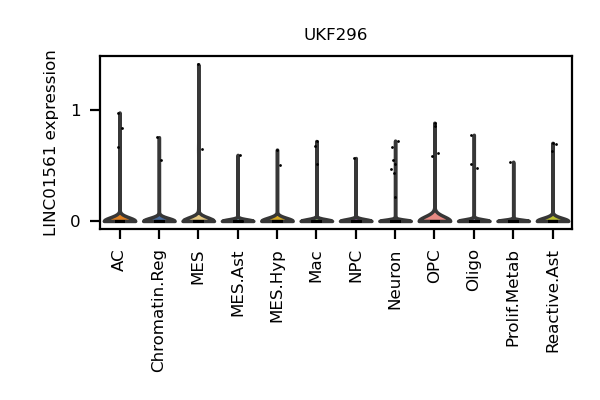 UKF296
LINC01561 expression
1
0
AC
Chromatin.Reg
MES
MES.Ast
MES.Hyp
Mac
NPC
Neuron
OPC
Oligo
Prolif.Metab
Reactive.Ast